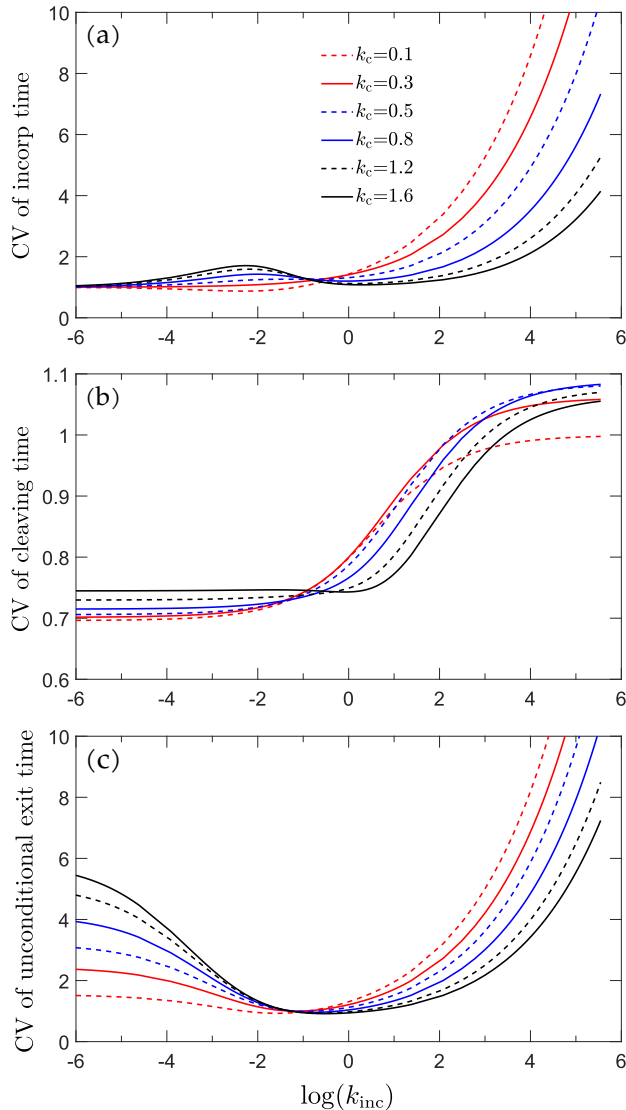 (a)
CV of incorp time
10
8
6
4
2
0
k_c=0.1
k_c=0.3
k_c=0.5
k_c=0.8
k_c=1.2
k_c=1.6
-6 -4 -2 0 2 4 6
(b)
CV of cleaving time
1.1
1
0.9
0.8
0.7
0.6
-6 -4 -2 0 2 4 6
(c)
CV of unconditional exit time
10
8
6
4
2
0
-6 -4 -2 0 2 4 6
log(k_inc)